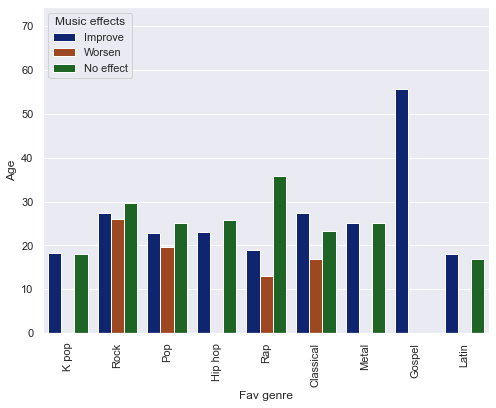 Music effects
Improve
Worsen
No effect
70
60
50
40
30
20
10
0
Age
K pop
Rock
Pop
Hip hop
Rap
Classical
Metal
Gospel
Latin
Fav genre